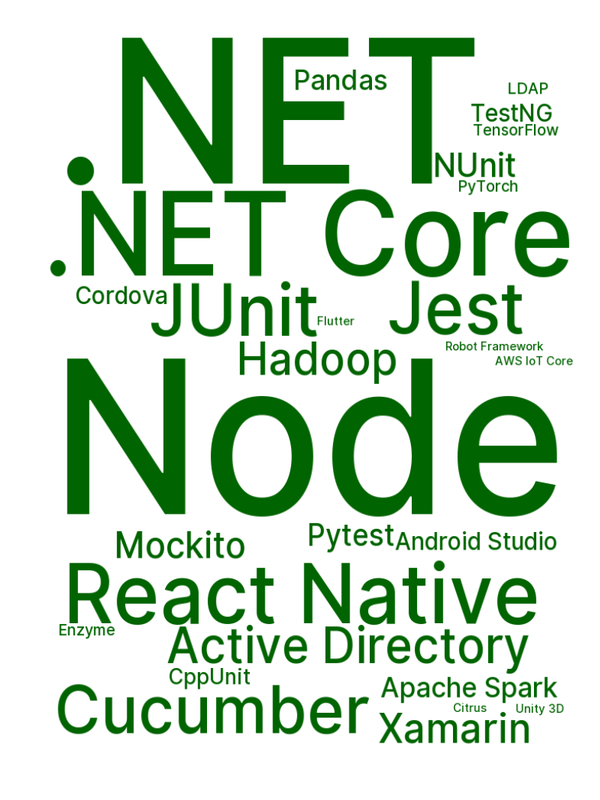 .NET
Pandas
LDAP
TestNG
TensorFlow
NUnit
PyTorch
.NET Core
Cordova
JUnit
Flutter
Jest
Robot Framework
Hadoop
AWS IoT Core
Node
Mockito
Pytest
Android Studio
React Native
Enzyme
Active Directory
CppUnit
Apache Spark
Cucumber
Citrus
Unity 3D
Xamarin